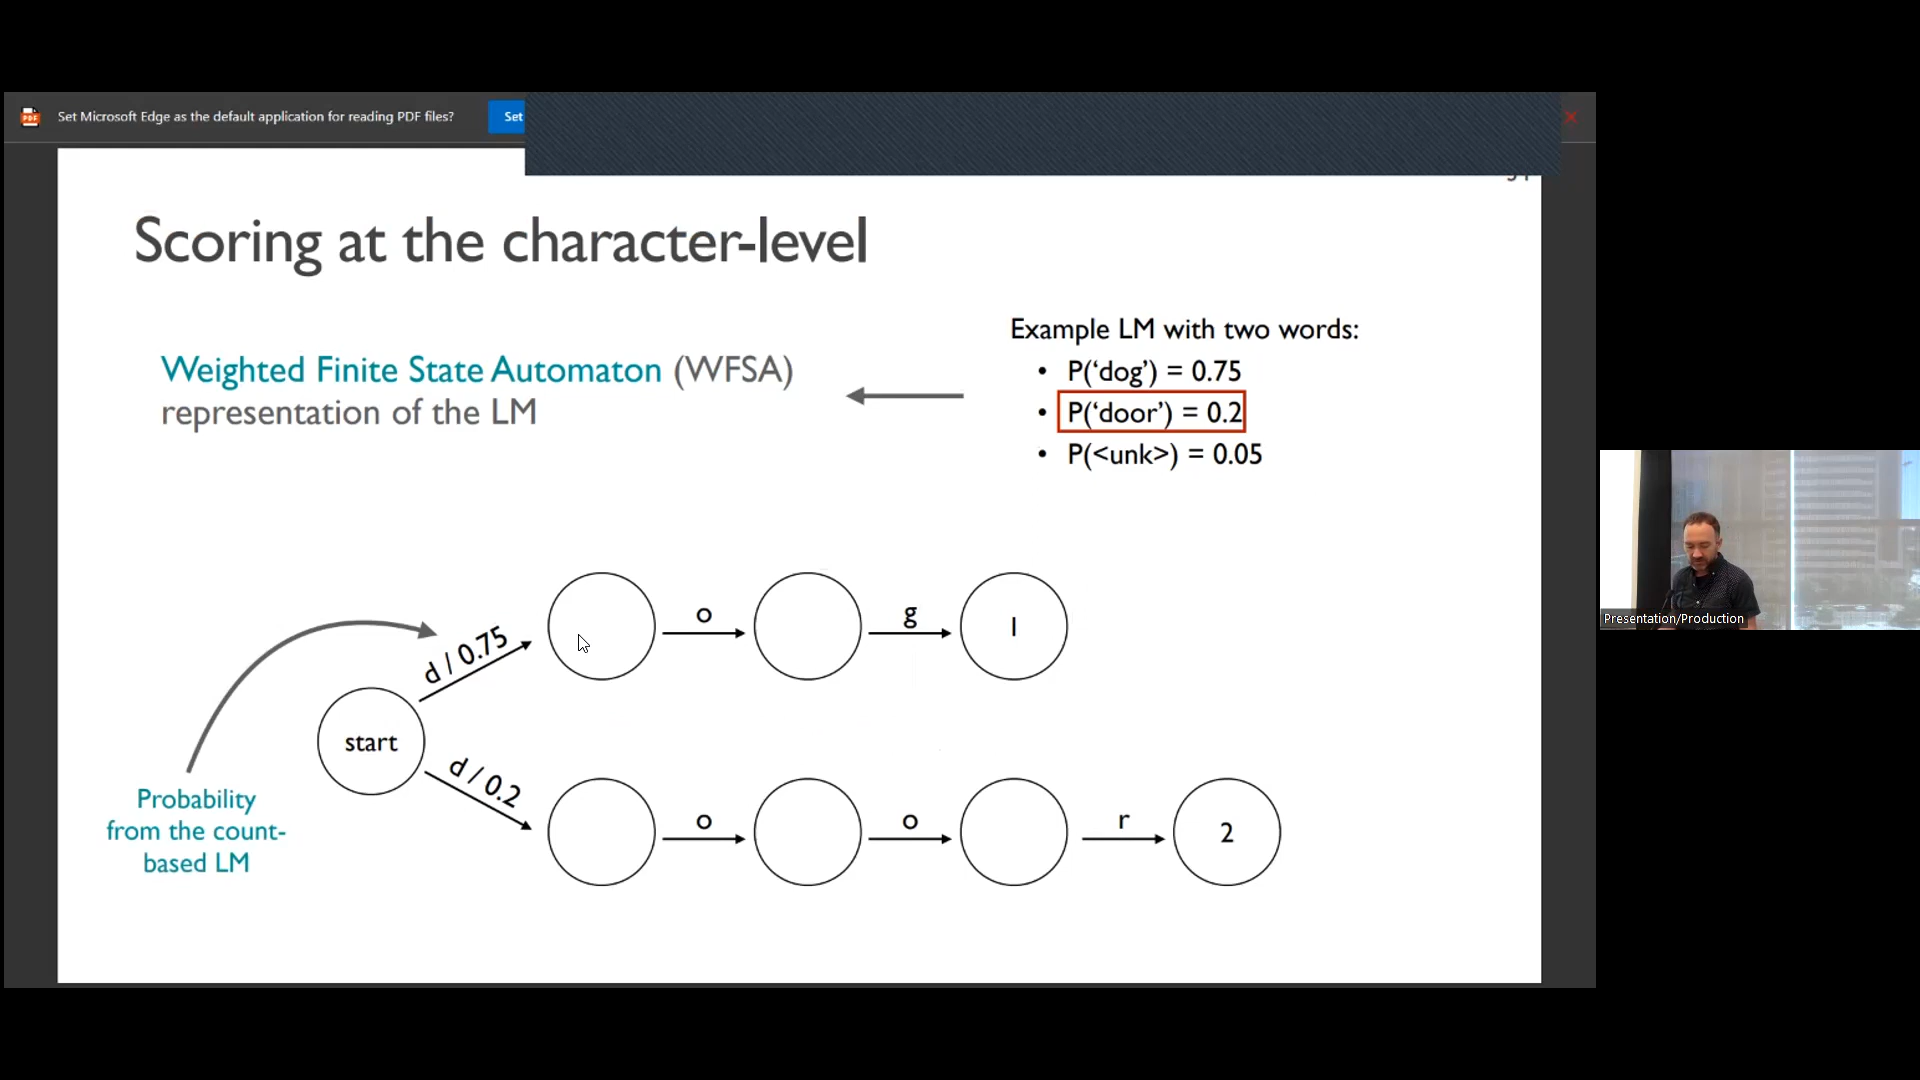 Set Microsoft Edge as the default application for reading PDF files?
Set
Scoring at the character-level
Weighted Finite State Automaton (WFSA)
representation of the LM
Example LM with two words:
• P(‘dog’) = 0.75
• P(‘door’) = 0.2
• P(<unk>) = 0.05
d / 0.75
o
g
1
start
d / 0.2
o
o
r
2
Probability
from the count-
based LM
Presentation/Production